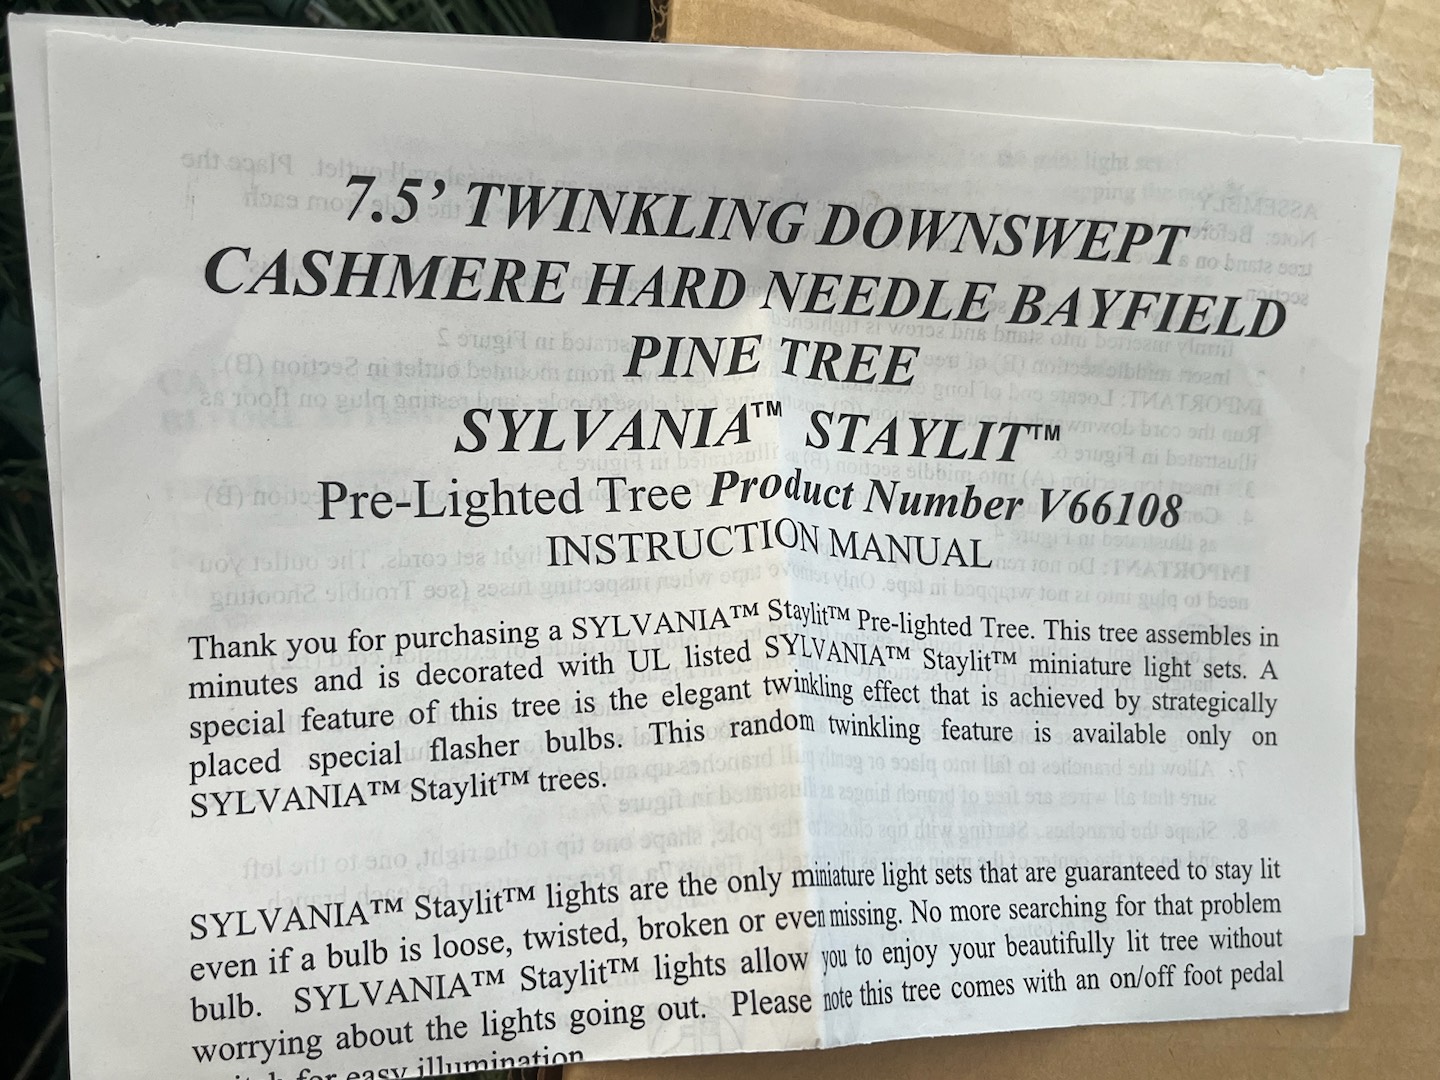 7.5’ TWINKLING DOWNSWEPT
CASHMERE HARD NEEDLE BAYFIELD
PINE TREE
SYLVANIA™ STAYLIT™
Pre-Lighted Tree Product Number V66108
INSTRUCTION MANUAL
Thank you for purchasing a SYLVANIA™ Staylit™ Pre-lighted Tree. This tree assembles in
minutes and is decorated with UL listed SYLVANIA™ Staylit™ miniature light sets. A
special feature of this tree is the elegant twinkling effect that is achieved by strategically
placed special flasher bulbs. This random twinkling feature is available only on
SYLVANIA™ Staylit™ trees.
SYLVANIA™ Staylit™ lights are the only miniature light sets that are guaranteed to stay lit
even if a bulb is loose, twisted, broken or even missing. No more searching for that problem
bulb. SYLVANIA™ Staylit™ lights allow you to enjoy your beautifully lit tree without
worrying about the lights going out. Please note this tree comes with an on/off foot pedal
for easy illumination